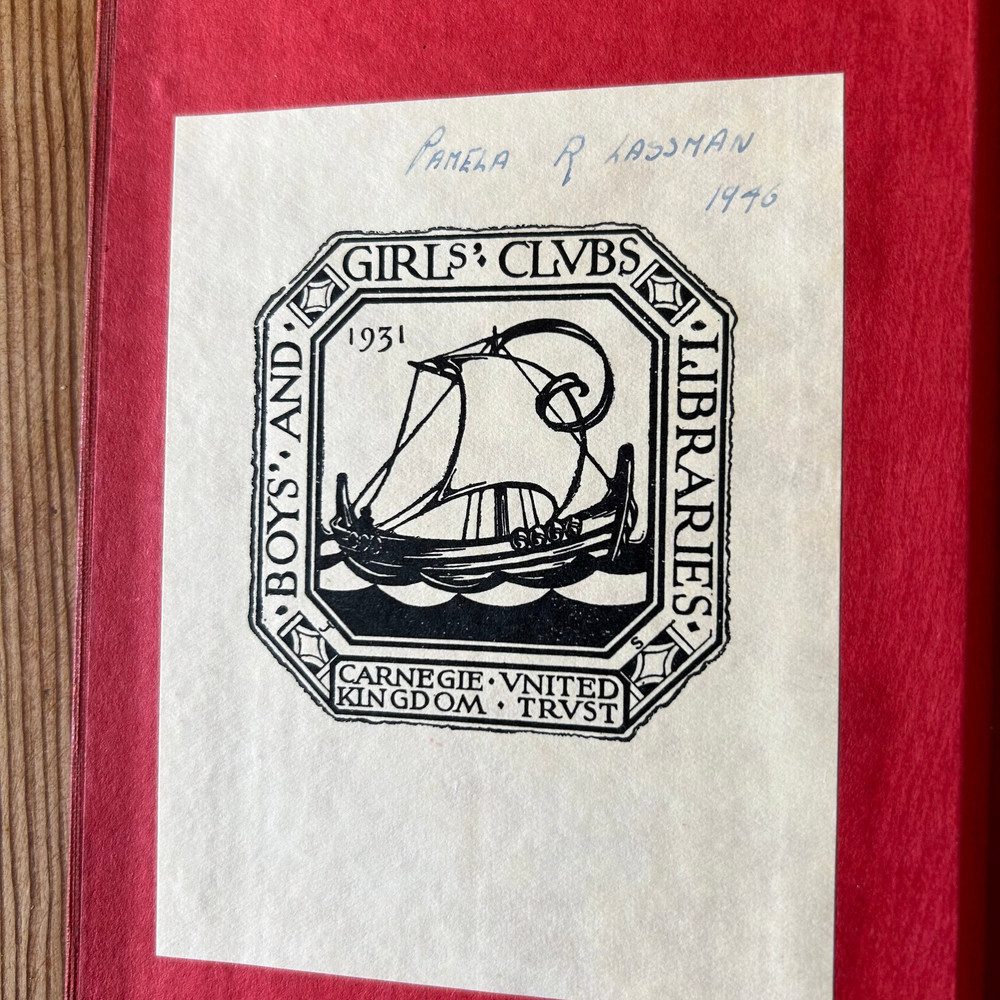 PAMELA R LASSMAN
1946
BOYS'· AND · GIRLS'· CLVBS · LIBRARIES ·
1931
J S
CARNEGIE · VNITED
KINGDOM · TRVST